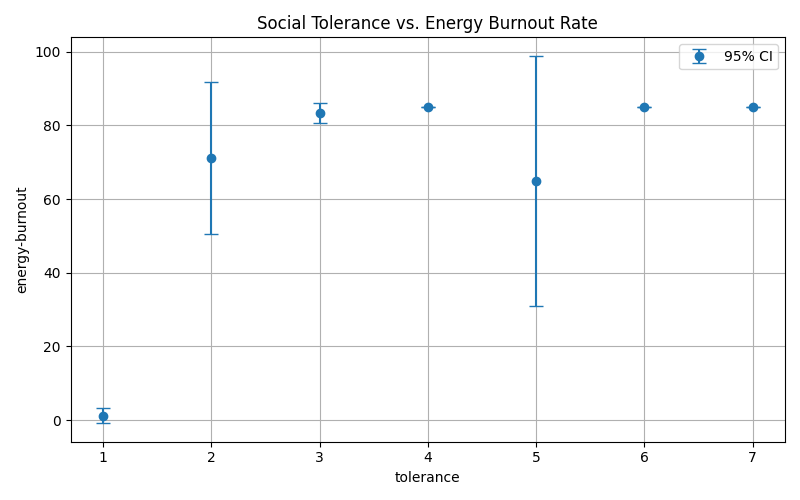 Social Tolerance vs. Energy Burnout Rate
95% CI
100
80
60
40
20
0
energy-burnout
1 2 3 4 5 6 7
tolerance